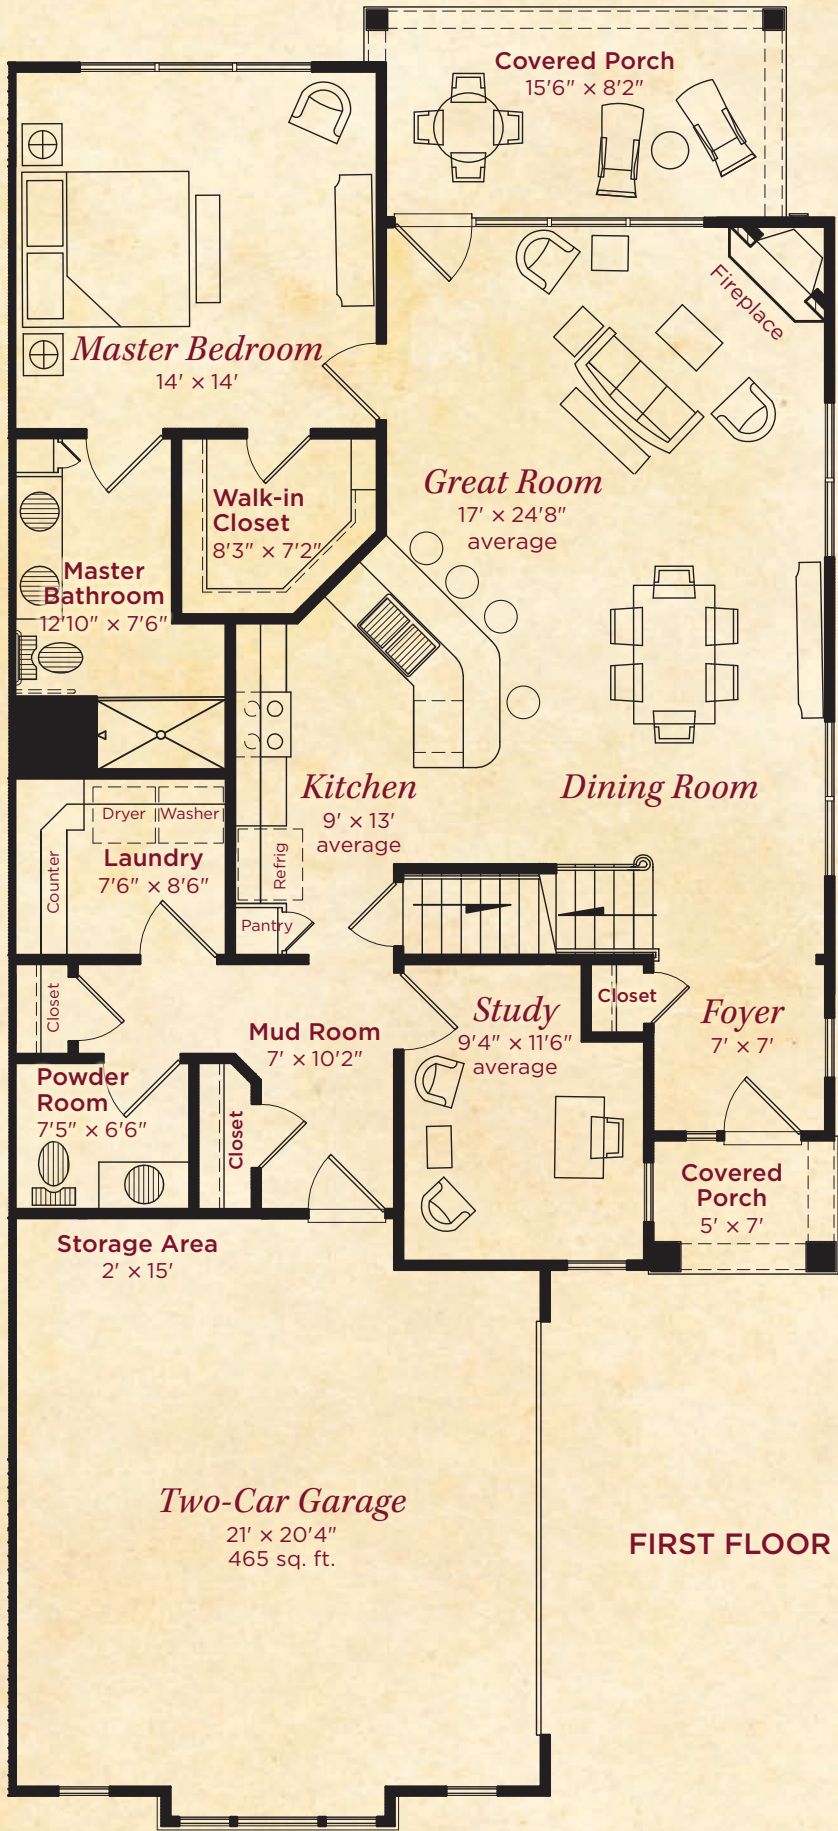 Covered Porch
15'6" × 8'2"
Fireplace
Master Bedroom
14' × 14'
Great Room
17' × 24'8"
average
Walk-in
Closet
8'3" × 7'2"
Master
Bathroom
12'10" × 7'6"
Kitchen
9' × 13'
average
Dining Room
Dryer
Washer
Laundry
7'6" × 8'6"
Counter
Refrig
Pantry
Closet
Mud Room
7' × 10'2"
Study
9'4" × 11'6"
average
Closet
Foyer
7' × 7'
Powder
Room
7'5" × 6'6"
Closet
Covered
Porch
5' × 7'
Storage Area
2' × 15'
Two-Car Garage
21' × 20'4"
465 sq. ft.
FIRST FLOOR